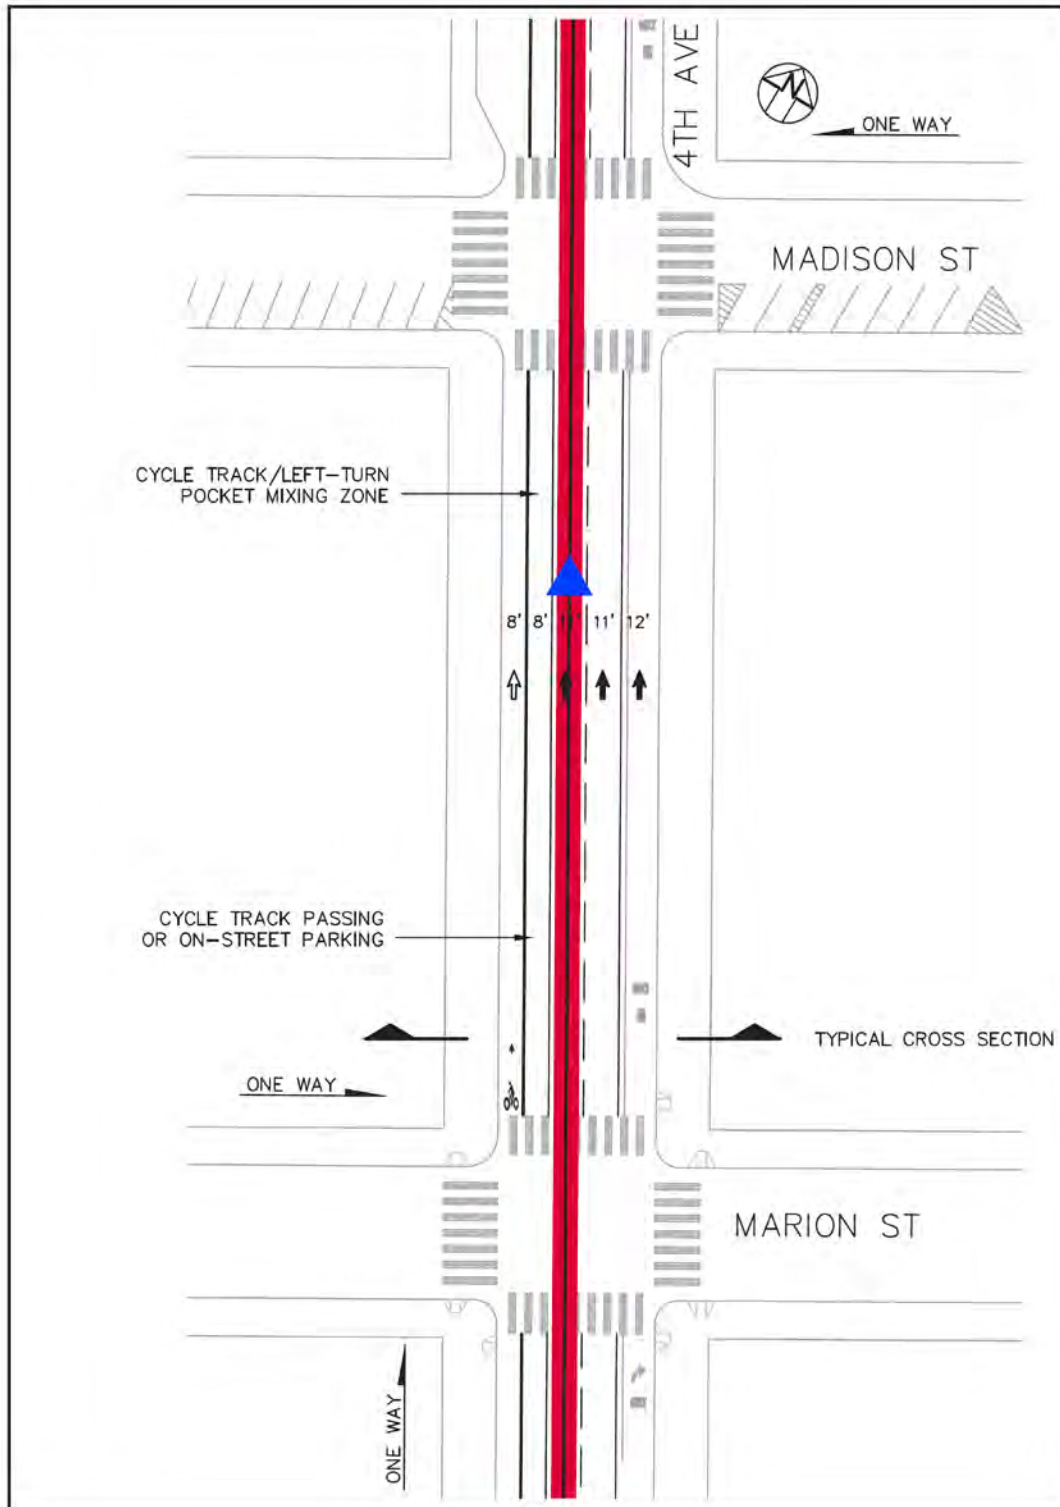 4TH AVE
N
ONE WAY
MADISON ST
CYCLE TRACK/LEFT-TURN
POCKET MIXING ZONE
8' 8' 11' 11' 12'
CYCLE TRACK PASSING
OR ON-STREET PARKING
TYPICAL CROSS SECTION
ONE WAY
MARION ST
ONE WAY